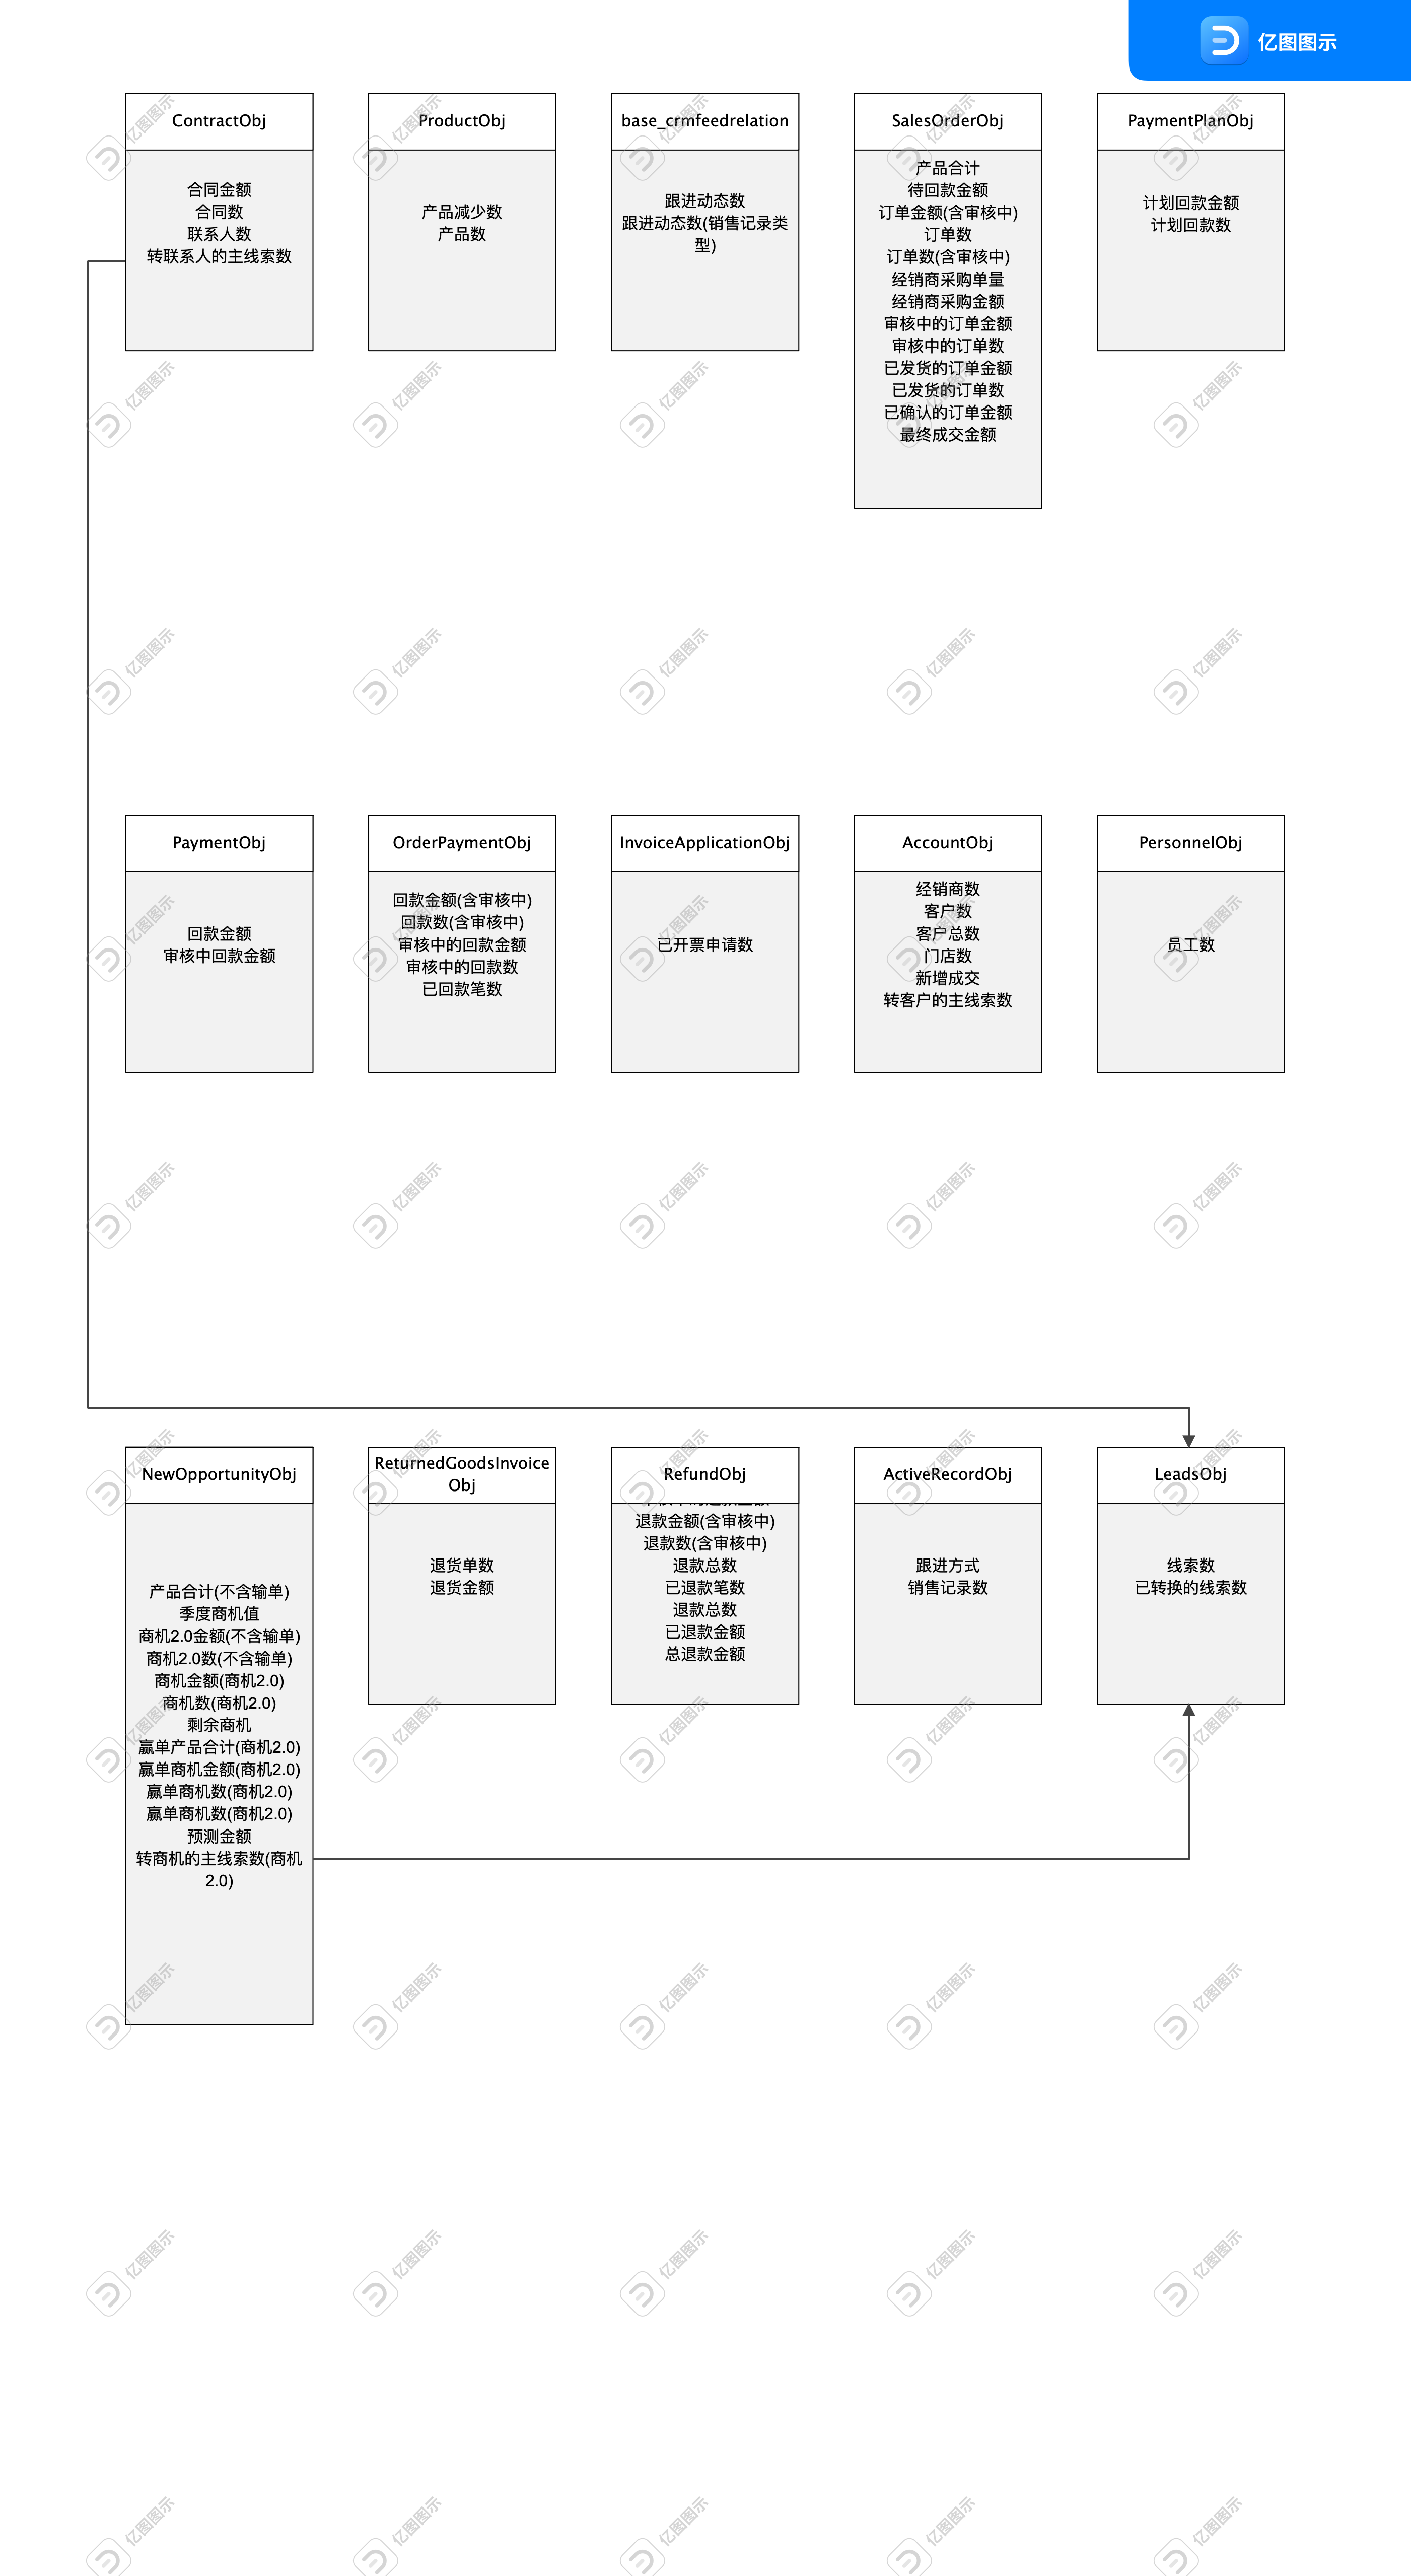 亿图图示
ContractObj
合同金额
合同数
联系人数
转联系人的主线索数
ProductObj
产品减少数
产品数
base_crmfeedrelation
跟进动态数
跟进动态数(销售记录类
型)
SalesOrderObj
产品合计
待回款金额
订单金额(含审核中)
订单数
订单数(含审核中)
经销商采购单量
经销商采购金额
审核中的订单金额
审核中的订单数
已发货的订单金额
已发货的订单数
已确认的订单金额
最终成交金额
PaymentPlanObj
计划回款金额
计划回款数
PaymentObj
回款金额
审核中回款金额
OrderPaymentObj
回款金额(含审核中)
回款数(含审核中)
审核中的回款金额
审核中的回款数
已回款笔数
InvoiceApplicationObj
已开票申请数
AccountObj
经销商数
客户数
客户总数
门店数
新增成交
转客户的主线索数
PersonnelObj
员工数
NewOpportunityObj
产品合计(不含输单)
季度商机值
商机2.0金额(不含输单)
商机2.0数(不含输单)
商机金额(商机2.0)
商机数(商机2.0)
剩余商机
赢单产品合计(商机2.0)
赢单商机金额(商机2.0)
赢单商机数(商机2.0)
赢单商机数(商机2.0)
预测金额
转商机的主线索数(商机
2.0)
ReturnedGoodsInvoice
Obj
退货单数
退货金额
RefundObj
退款金额(含审核中)
退款数(含审核中)
退款总数
已退款笔数
退款总数
已退款金额
总退款金额
ActiveRecordObj
跟进方式
销售记录数
LeadsObj
线索数
已转换的线索数